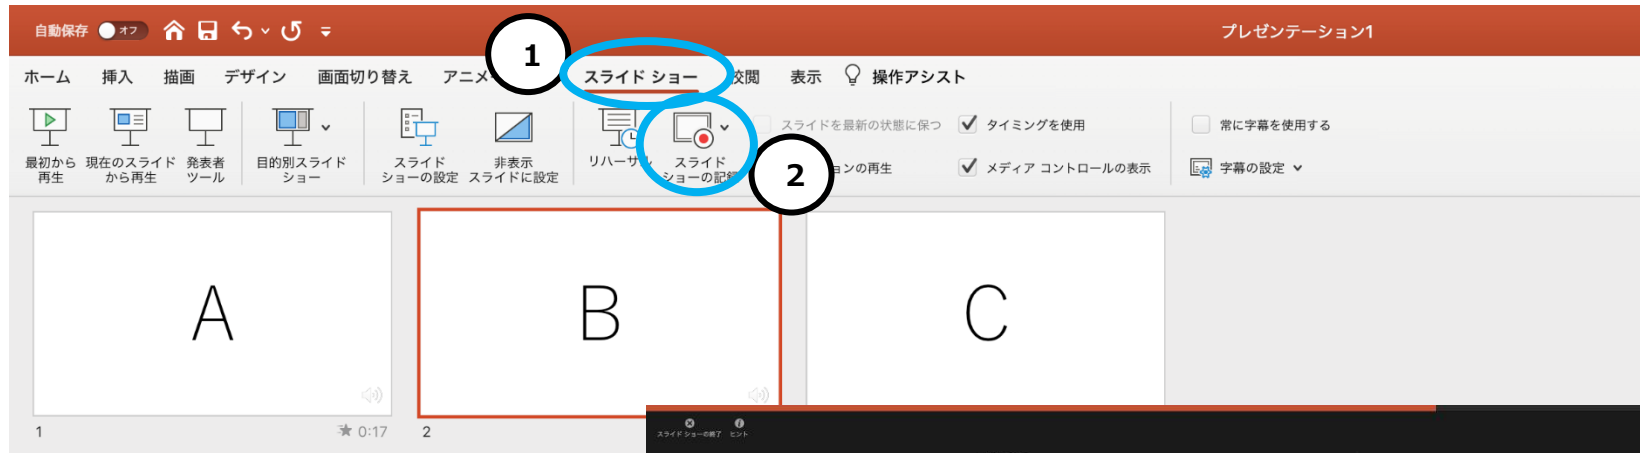 自動保存 オフ プレゼンテーション1
1
ホーム 挿入 描画 デザイン 画面切り替え アニメ スライド ショー 校閲 表示 操作アシスト
最初から
再生
現在のスライド
から再生
発表者
ツール
目的別スライド
ショー
スライド
ショーの設定
非表示
スライドに設定
リハーサル
スライド
ショーの記録
2
スライドを最新の状態に保つ
ョンの再生
タイミングを使用
メディア コントロールの表示
常に字幕を使用する
字幕の設定
A
B
C
1 0:17 2
スライド ショーの終了 ヒント